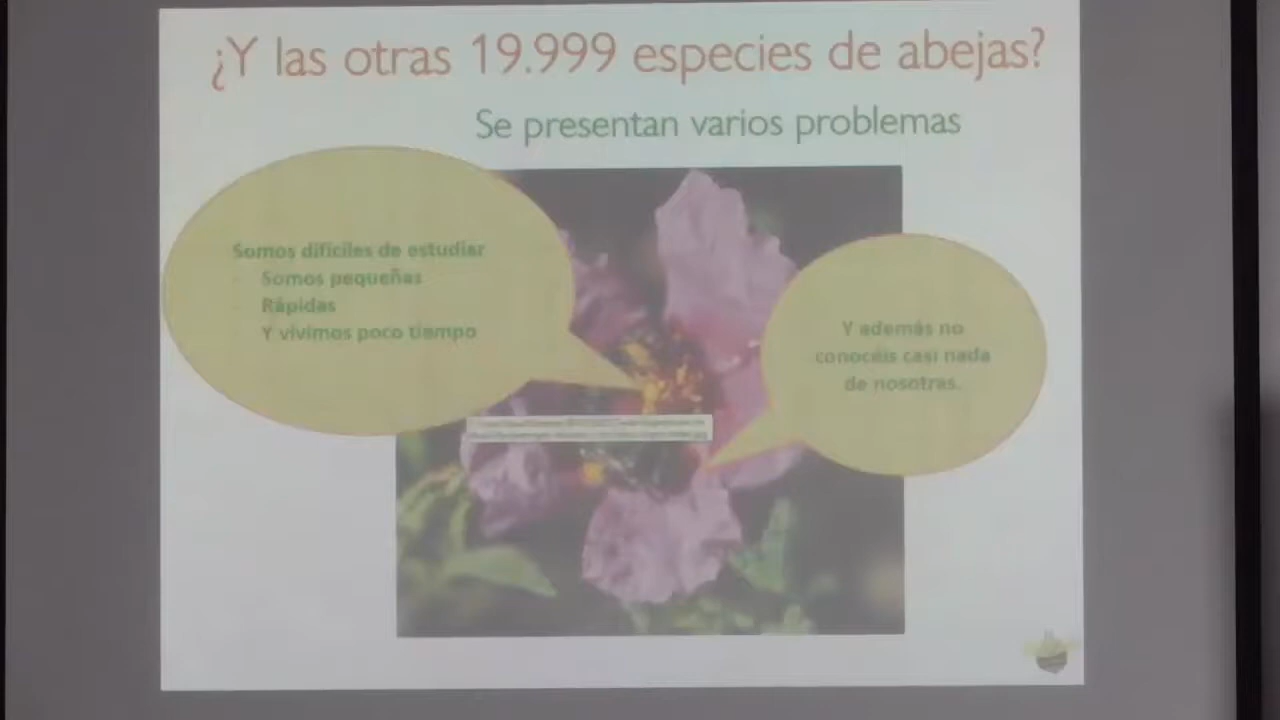 ¿Y las otras 19.999 especies de abejas?
Se presentan varios problemas
Somos difíciles de estudiar
- Somos pequeñas
- Rápidas
- Y vivimos poco tiempo
Y además no
conocéis casi nada
de nosotras.